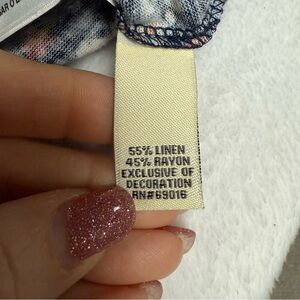 55% LINEN
45% RAYON
EXCLUSIVE OF
DECORATION
RN#69016